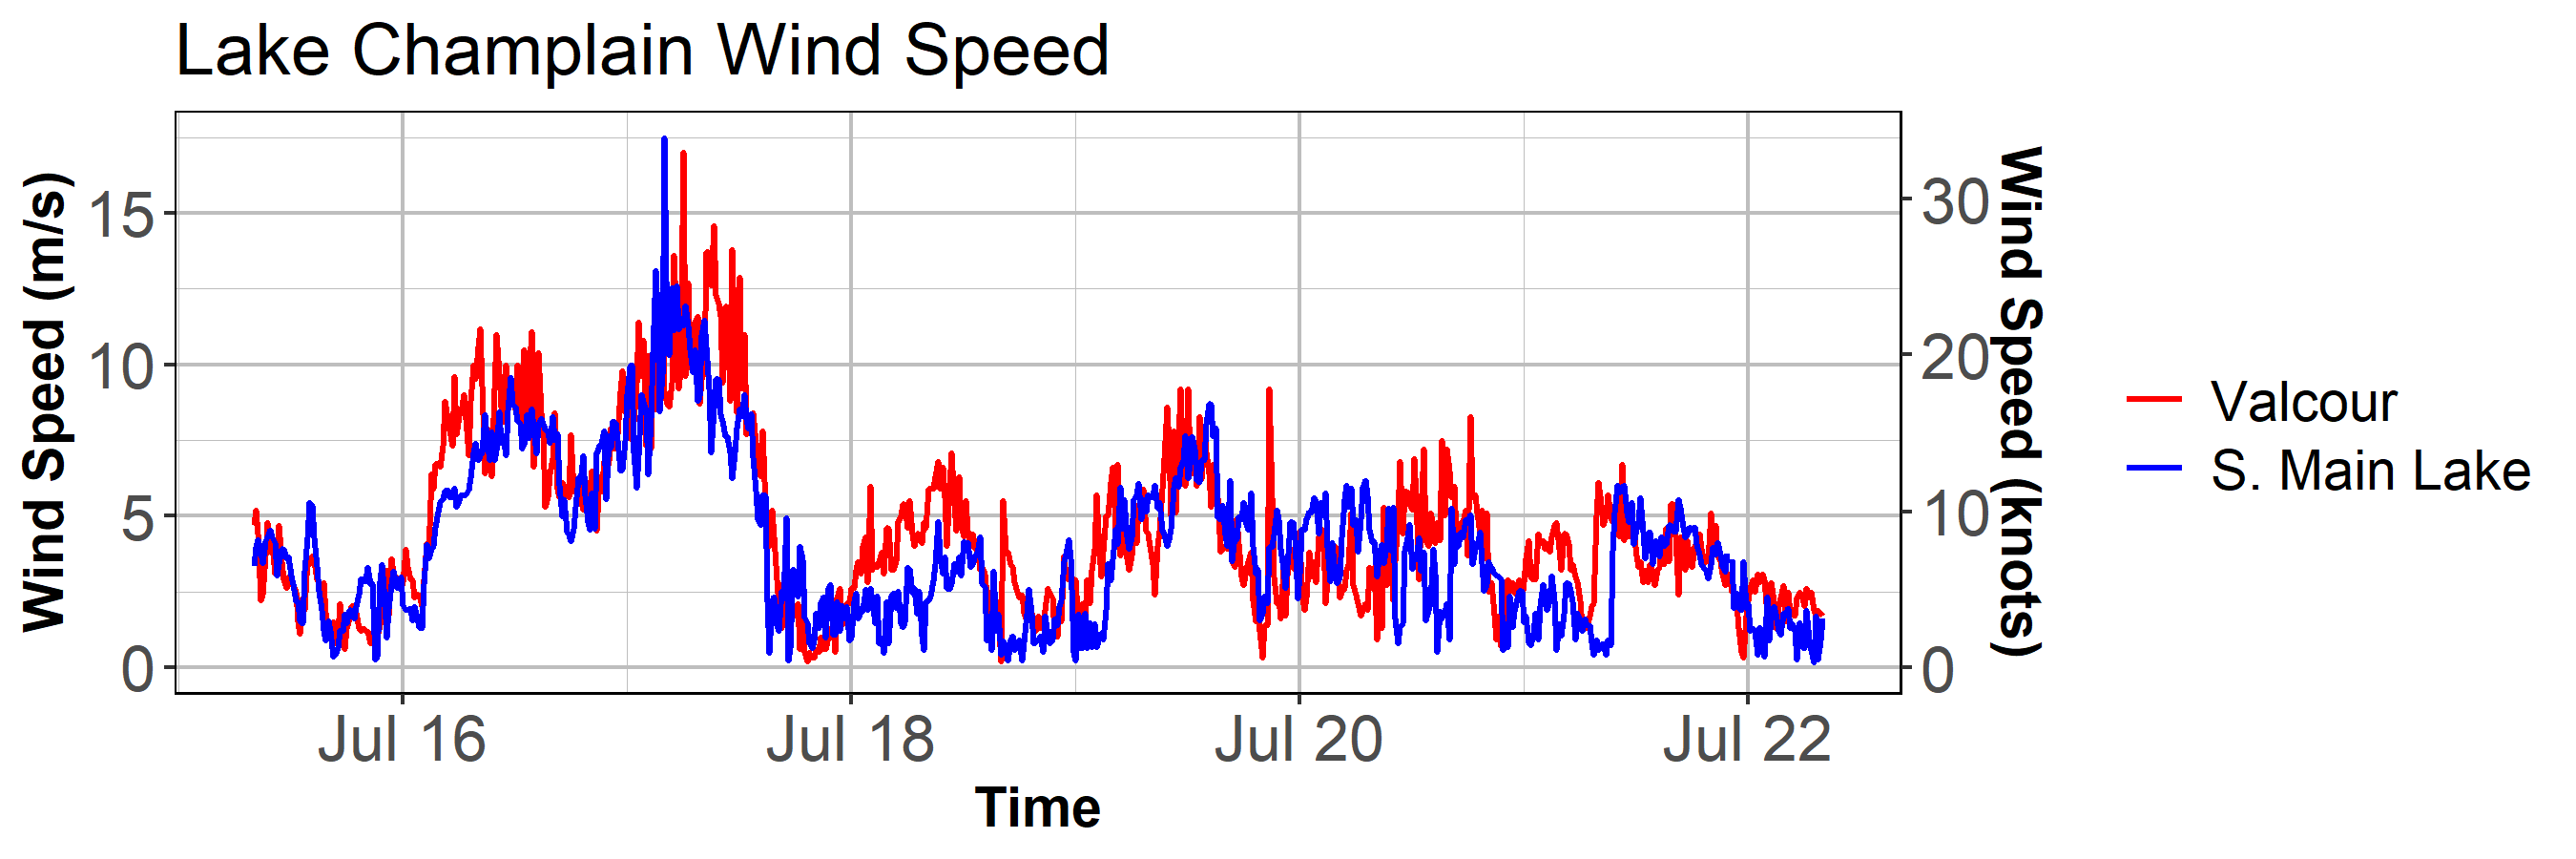 Lake Champlain Wind Speed
Wind Speed (m/s)
15
10
5
0
30
20
10
0
Wind Speed (knots)
Jul 16
Jul 18
Jul 20
Jul 22
Time
Valcour
S. Main Lake